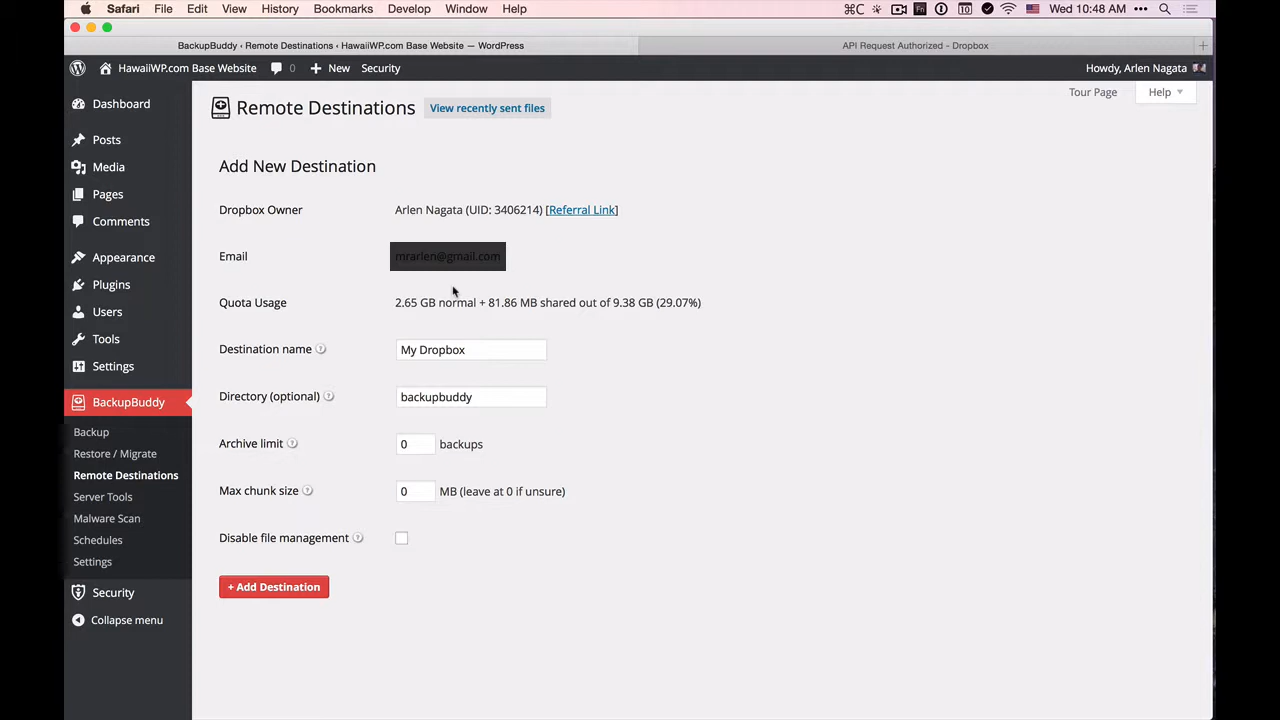 Safari File Edit View History Bookmarks Develop Window Help Wed 10:48 AM
BackupBuddy ‹ Remote Destinations ‹ HawaiiWP.com Base Website — WordPress
API Request Authorized - Dropbox
HawaiiWP.com Base Website 0 New Security Howdy, Arlen Nagata
Dashboard
Posts
Media
Pages
Comments
Appearance
Plugins
Users
Tools
Settings
BackupBuddy
Backup
Restore / Migrate
Remote Destinations
Server Tools
Malware Scan
Schedules
Settings
Security
Collapse menu
Remote Destinations View recently sent files
Tour Page Help
Add New Destination
Dropbox Owner Arlen Nagata (UID: 3406214) [Referral Link]
Email mrarlen@gmail.com
Quota Usage 2.65 GB normal + 81.86 MB shared out of 9.38 GB (29.07%)
Destination name My Dropbox
Directory (optional) backupbuddy
Archive limit 0 backups
Max chunk size 0 MB (leave at 0 if unsure)
Disable file management
+ Add Destination